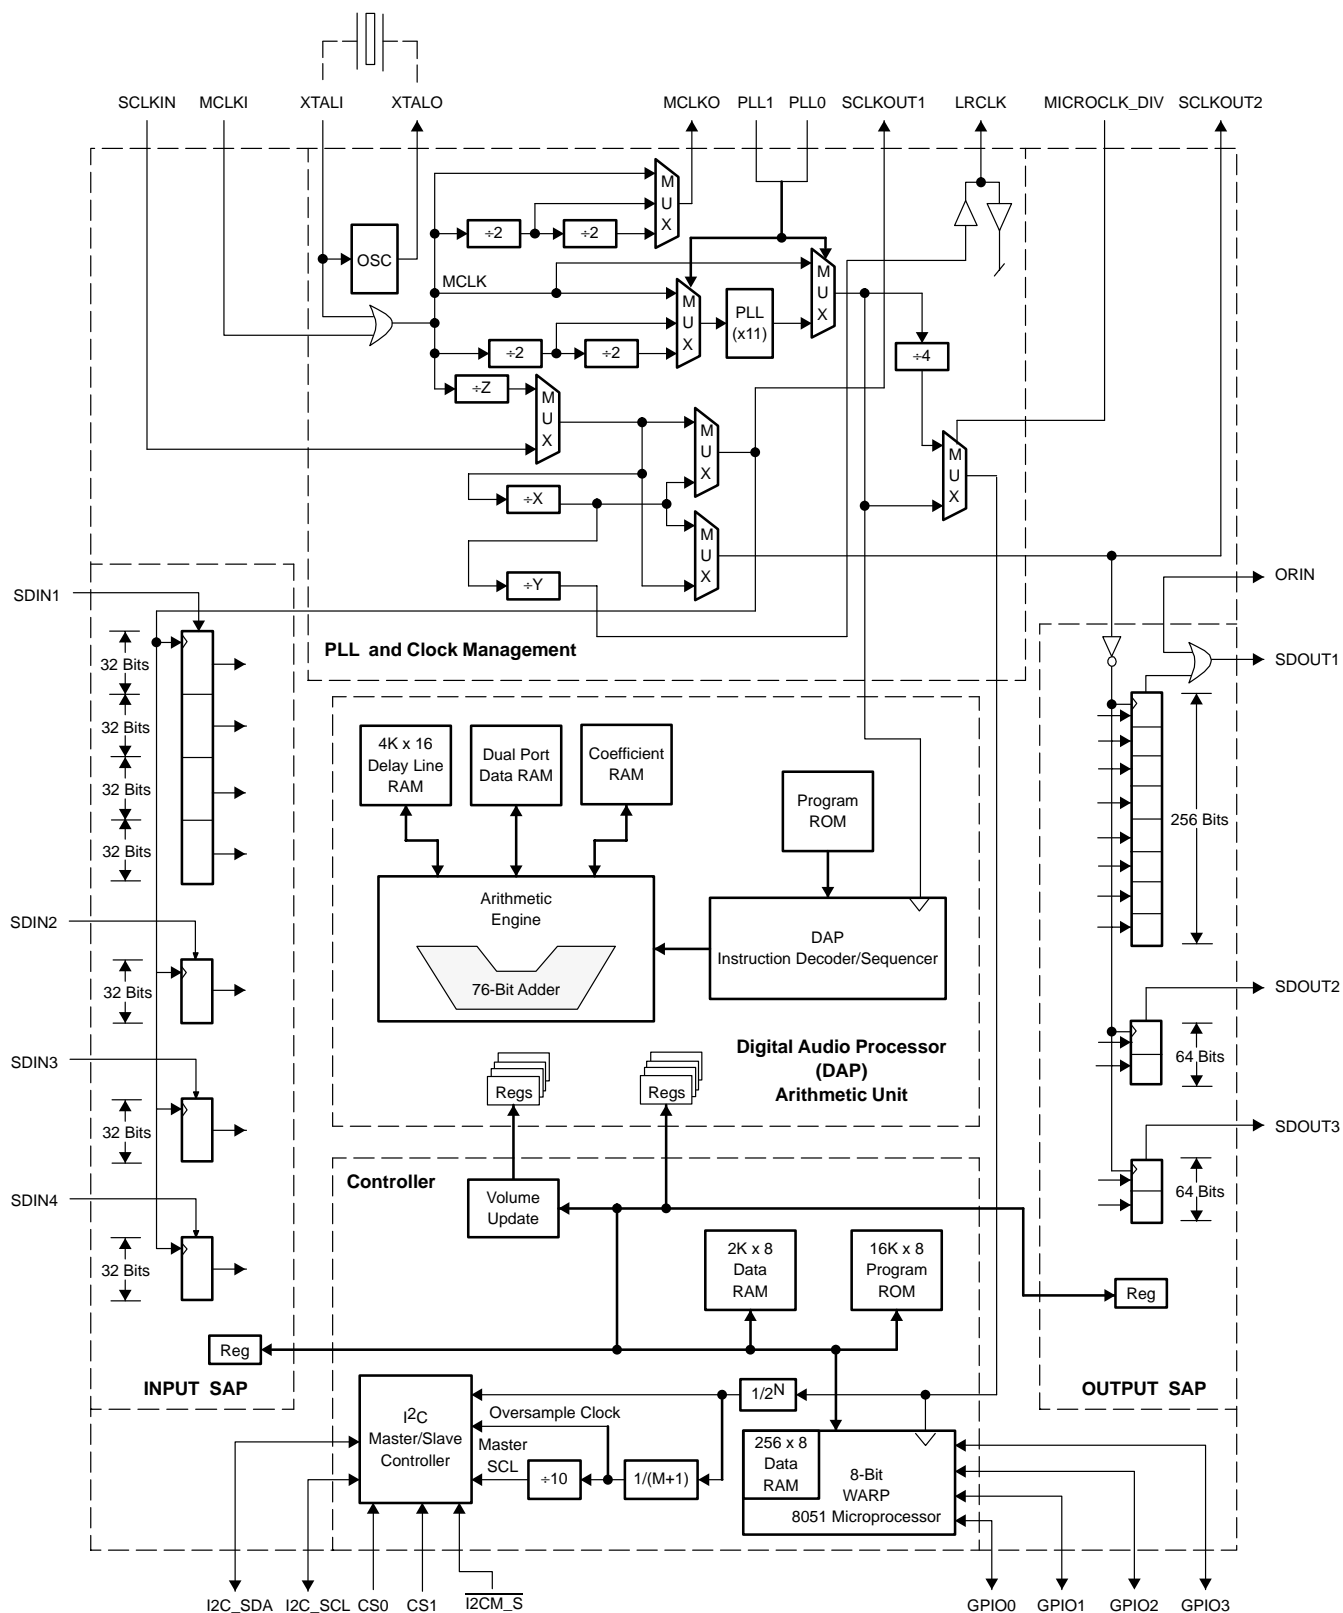 SCLKIN MCLKI XTALI XTALO MCLKO PLL1 PLL0 SCLKOUT1 LRCLK MICROCLK_DIV SCLKOUT2
M
U
X
÷2 ÷2
OSC
MCLK
M
U
X
PLL
(x11)
M
U
X
÷2 ÷2
÷4
÷Z
M
U
X
M
U
X
M
U
X
÷X
M
U
X
÷Y
PLL and Clock Management
ORIN
SDOUT1
256 Bits
SDOUT2
64 Bits
SDOUT3
64 Bits
Reg
OUTPUT SAP
SDIN1
32 Bits
32 Bits
32 Bits
32 Bits
SDIN2
32 Bits
SDIN3
32 Bits
SDIN4
32 Bits
Reg
INPUT SAP
4K x 16
Delay Line
RAM
Dual Port
Data RAM
Coefficient
RAM
Program
ROM
Arithmetic
Engine
76-Bit Adder
DAP
Instruction Decoder/Sequencer
Digital Audio Processor
(DAP)
Arithmetic Unit
Regs
Regs
Controller
Volume
Update
2K x 8
Data
RAM
16K x 8
Program
ROM
1/2N
I2C
Master/Slave
Controller
Oversample Clock
Master
SCL
÷10
1/(M+1)
256 x 8
Data
RAM
8-Bit
WARP
8051 Microprocessor
I2C_SDA I2C_SCL CS0 CS1 I2CM_S GPIO0 GPIO1 GPIO2 GPIO3